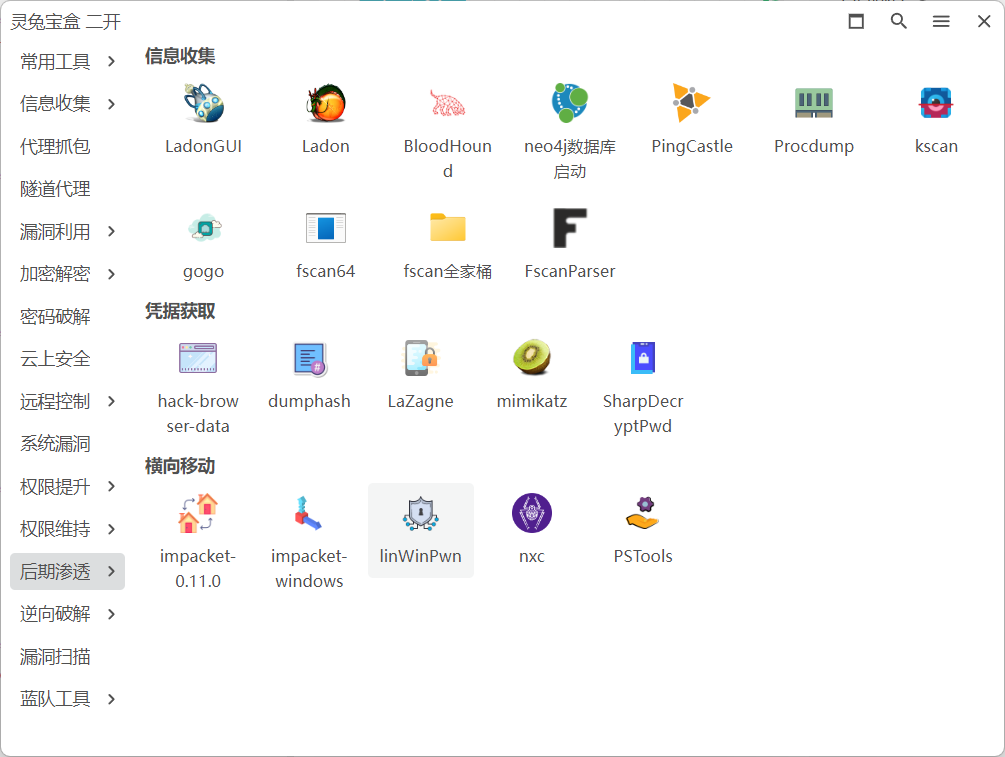 灵兔宝盒 二开
常用工具
信息收集
代理抓包
隧道代理
漏洞利用
加密解密
密码破解
云上安全
远程控制
系统漏洞
权限提升
权限维持
后期渗透
逆向破解
漏洞扫描
蓝队工具
信息收集
LadonGUI
Ladon
BloodHoun
d
neo4j数据库
启动
PingCastle
Procdump
kscan
gogo
fscan64
fscan全家桶
FscanParser
凭据获取
hack-brow
ser-data
dumphash
LaZagne
mimikatz
SharpDecr
yptPwd
横向移动
impacket-
0.11.0
impacket-
windows
linWinPwn
nxc
PSTools